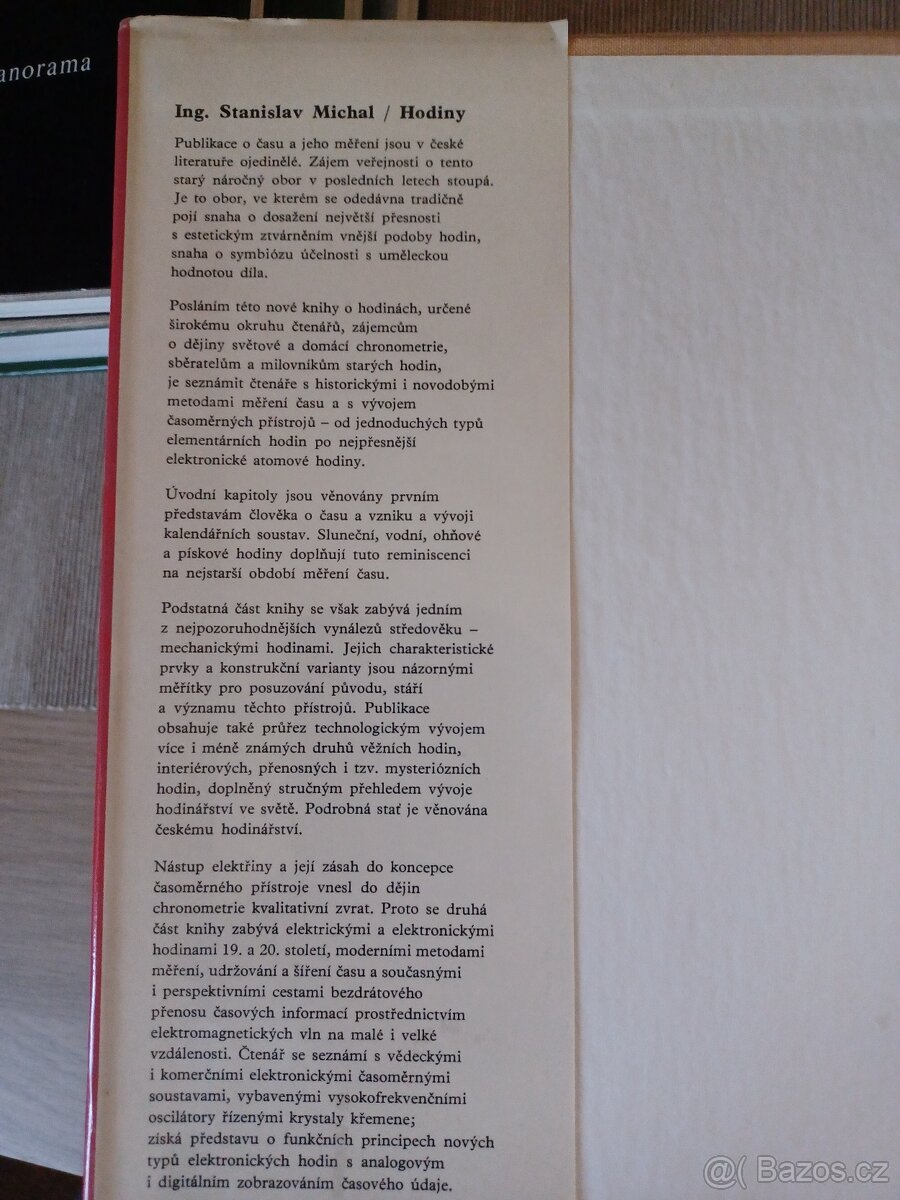 anorama
Ing. Stanislav Michal / Hodiny
Publikace o času a jeho měření jsou v české
literatuře ojedinělé. Zájem veřejnosti o tento
starý náročný obor v posledních letech stoupá.
Je to obor, ve kterém se odedávna tradičně
pojí snaha o dosažení největší přesnosti
s estetickým ztvárněním vnější podoby hodin,
snaha o symbiózu účelnosti s uměleckou
hodnotou díla.
Posláním této nové knihy o hodinách, určené
širokému okruhu čtenářů, zájemcům
o dějiny světové a domácí chronometrie,
sběratelům a milovníkům starých hodin,
je seznámit čtenáře s historickými i novodobými
metodami měření času a s vývojem
časoměrných přístrojů – od jednoduchých typů
elementárních hodin po nejpřesnější
elektronické atomové hodiny.
Úvodní kapitoly jsou věnovány prvním
představám člověka o času a vzniku a vývoji
kalendářních soustav. Sluneční, vodní, ohňové
a pískové hodiny doplňují tuto reminiscenci
na nejstarší období měření času.
Podstatná část knihy se však zabývá jedním
z nejpozoruhodnějších vynálezů středověku –
mechanickými hodinami. Jejich charakteristické
prvky a konstrukční varianty jsou názornými
měřítky pro posuzování původu, stáří
a významu těchto přístrojů. Publikace
obsahuje také průřez technologickým vývojem
více i méně známých druhů věžních hodin,
interiérových, přenosných i tzv. mysteriózních
hodin, doplněný stručným přehledem vývoje
hodinářství ve světě. Podrobná stať je věnována
českému hodinářství.
Nástup elektřiny a její zásah do koncepce
časoměrného přístroje vnesl do dějin
chronometrie kvalitativní zvrat. Proto se druhá
část knihy zabývá elektrickými a elektronickými
hodinami 19. a 20. století, moderními metodami
měření, udržování a šíření času a současnými
i perspektivními cestami bezdrátového
přenosu časových informací prostřednictvím
elektromagnetických vln na malé i velké
vzdálenosti. Čtenář se seznámí s vědeckými
i komerčními elektronickými časoměrnými
soustavami, vybavenými vysokofrekvenčními
oscilátory řízenými krystaly křemene;
získá představu o funkčních principech nových
typů elektronických hodin s analogovým
i digitálním zobrazováním časového údaje.
@( Bazos.cz